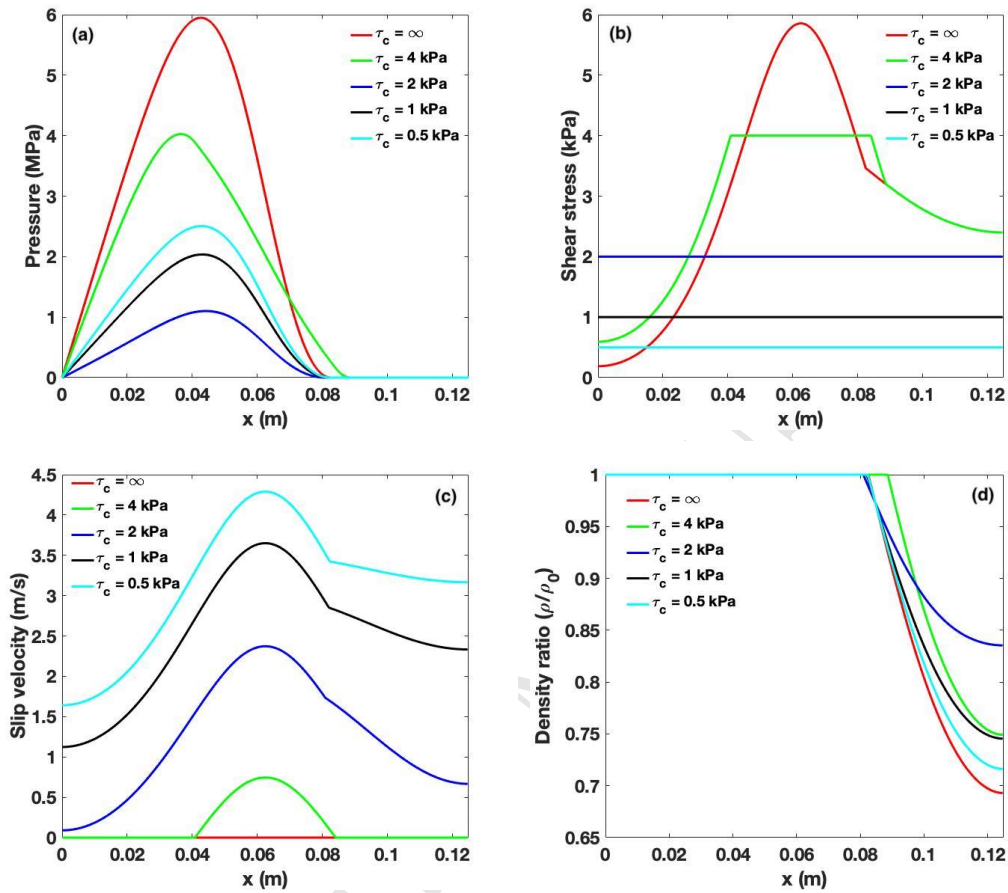 (a)
τc = ∞
τc = 4 kPa
τc = 2 kPa
τc = 1 kPa
τc = 0.5 kPa
Pressure (MPa)
6
5
4
3
2
1
0
0 0.02 0.04 0.06 0.08 0.1 0.12
x (m)
(b)
τc = ∞
τc = 4 kPa
τc = 2 kPa
τc = 1 kPa
τc = 0.5 kPa
Shear stress (kPa)
6
5
4
3
2
1
0
0 0.02 0.04 0.06 0.08 0.1 0.12
x (m)
(c)
τc = ∞
τc = 4 kPa
τc = 2 kPa
τc = 1 kPa
τc = 0.5 kPa
Slip velocity (m/s)
4.5
4
3.5
3
2.5
2
1.5
1
0.5
0
0 0.02 0.04 0.06 0.08 0.1 0.12
x (m)
(d)
τc = ∞
τc = 4 kPa
τc = 2 kPa
τc = 1 kPa
τc = 0.5 kPa
Density ratio (ρ/ρ0)
1
0.95
0.9
0.85
0.8
0.75
0.7
0.65
0 0.02 0.04 0.06 0.08 0.1 0.12
x (m)